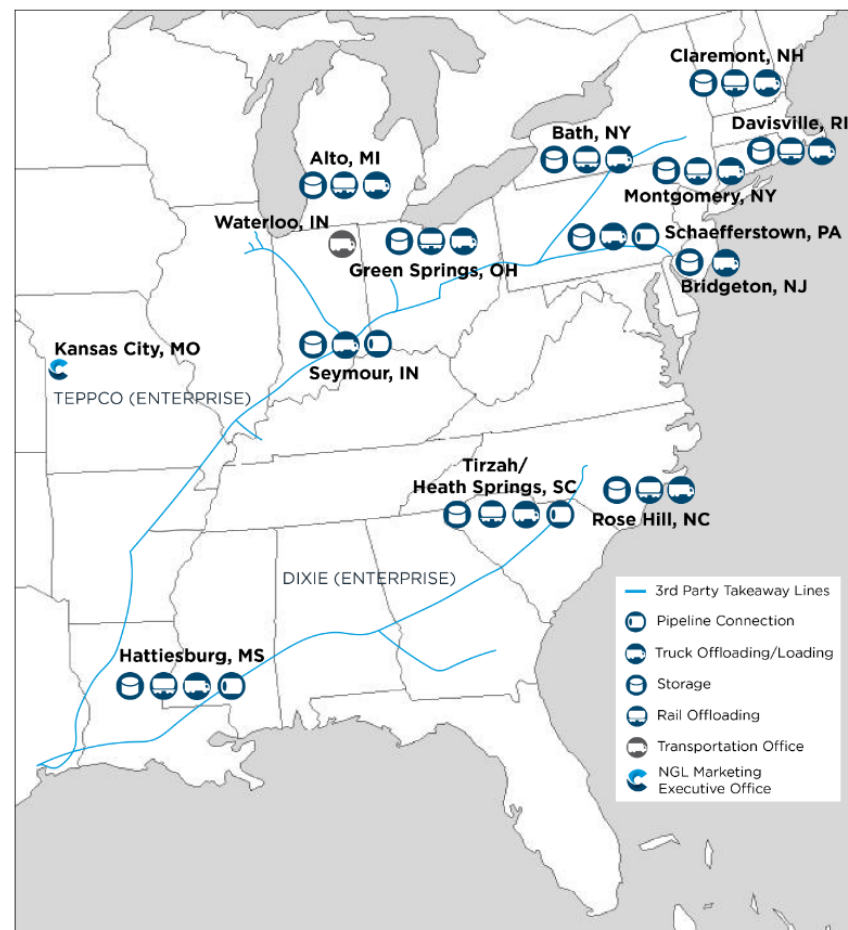 Claremont, NH
Davisville, RI
Bath, NY
Alto, MI
Montgomery, NY
Waterloo, IN
Schaefferstown, PA
Green Springs, OH
Bridgeton, NJ
Kansas City, MO
Seymour, IN
TEPPCO (ENTERPRISE)
Tirzah/
Heath Springs, SC
Rose Hill, NC
DIXIE (ENTERPRISE)
Hattiesburg, MS
3rd Party Takeaway Lines
Pipeline Connection
Truck Offloading/Loading
Storage
Rail Offloading
Transportation Office
NGL Marketing
Executive Office